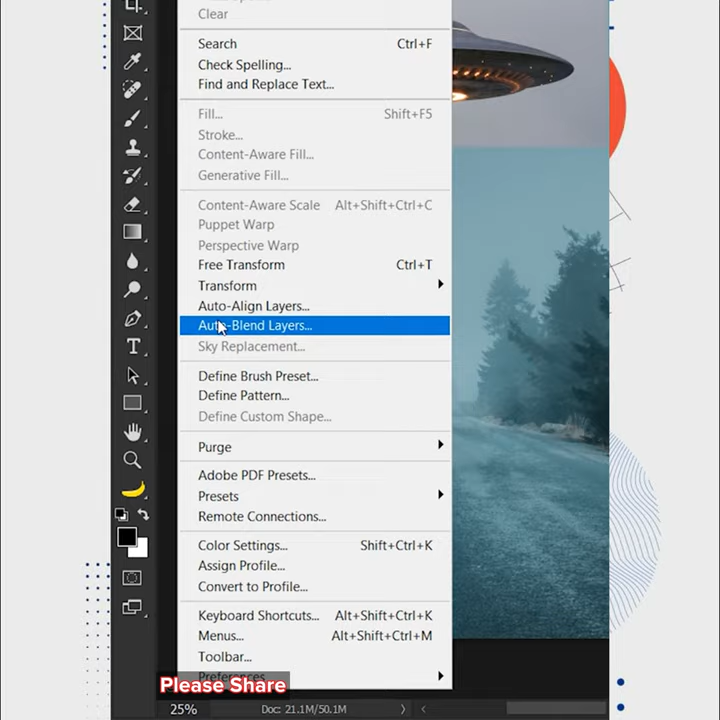 Clear
Search Ctrl+F
Check Spelling...
Find and Replace Text...
Fill... Shift+F5
Stroke...
Content-Aware Fill...
Generative Fill...
Content-Aware Scale Alt+Shift+Ctrl+C
Puppet Warp
Perspective Warp
Free Transform Ctrl+T
Transform
Auto-Align Layers...
Auto-Blend Layers...
Sky Replacement...
Define Brush Preset...
Define Pattern...
Define Custom Shape...
Purge
Adobe PDF Presets...
Presets
Remote Connections...
Color Settings... Shift+Ctrl+K
Assign Profile...
Convert to Profile...
Keyboard Shortcuts... Alt+Shift+Ctrl+K
Menus... Alt+Shift+Ctrl+M
Toolbar...
Preferences
Please Share
25% Doc: 21.1M/50.1M